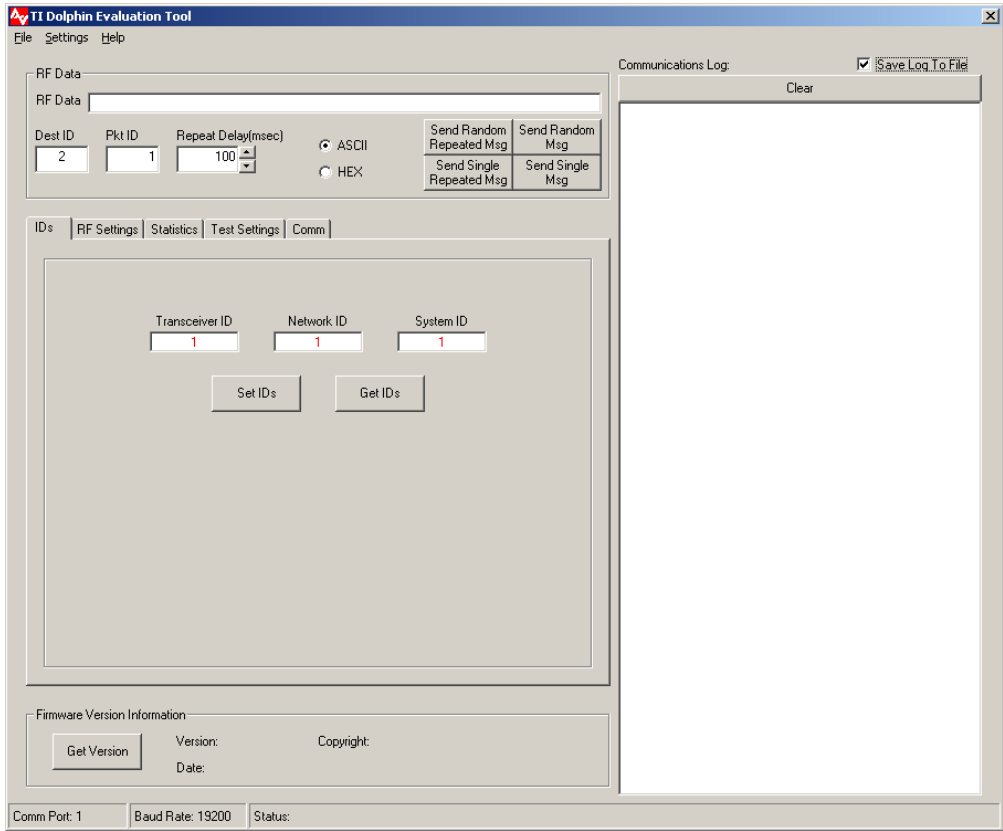 TI Dolphin Evaluation Tool
File Settings Help
RF Data
RF Data
Dest ID Pkt ID Repeat Delay(msec)
2 1 100
ASCII
HEX
Send Random Repeated Msg
Send Random Msg
Send Single Repeated Msg
Send Single Msg
IDs RF Settings Statistics Test Settings Comm
Transceiver ID Network ID System ID
1 1 1
Set IDs Get IDs
Firmware Version Information
Get Version
Version: Copyright:
Date:
Communications Log: Save Log To File
Clear
Comm Port: 1 Baud Rate: 19200 Status: